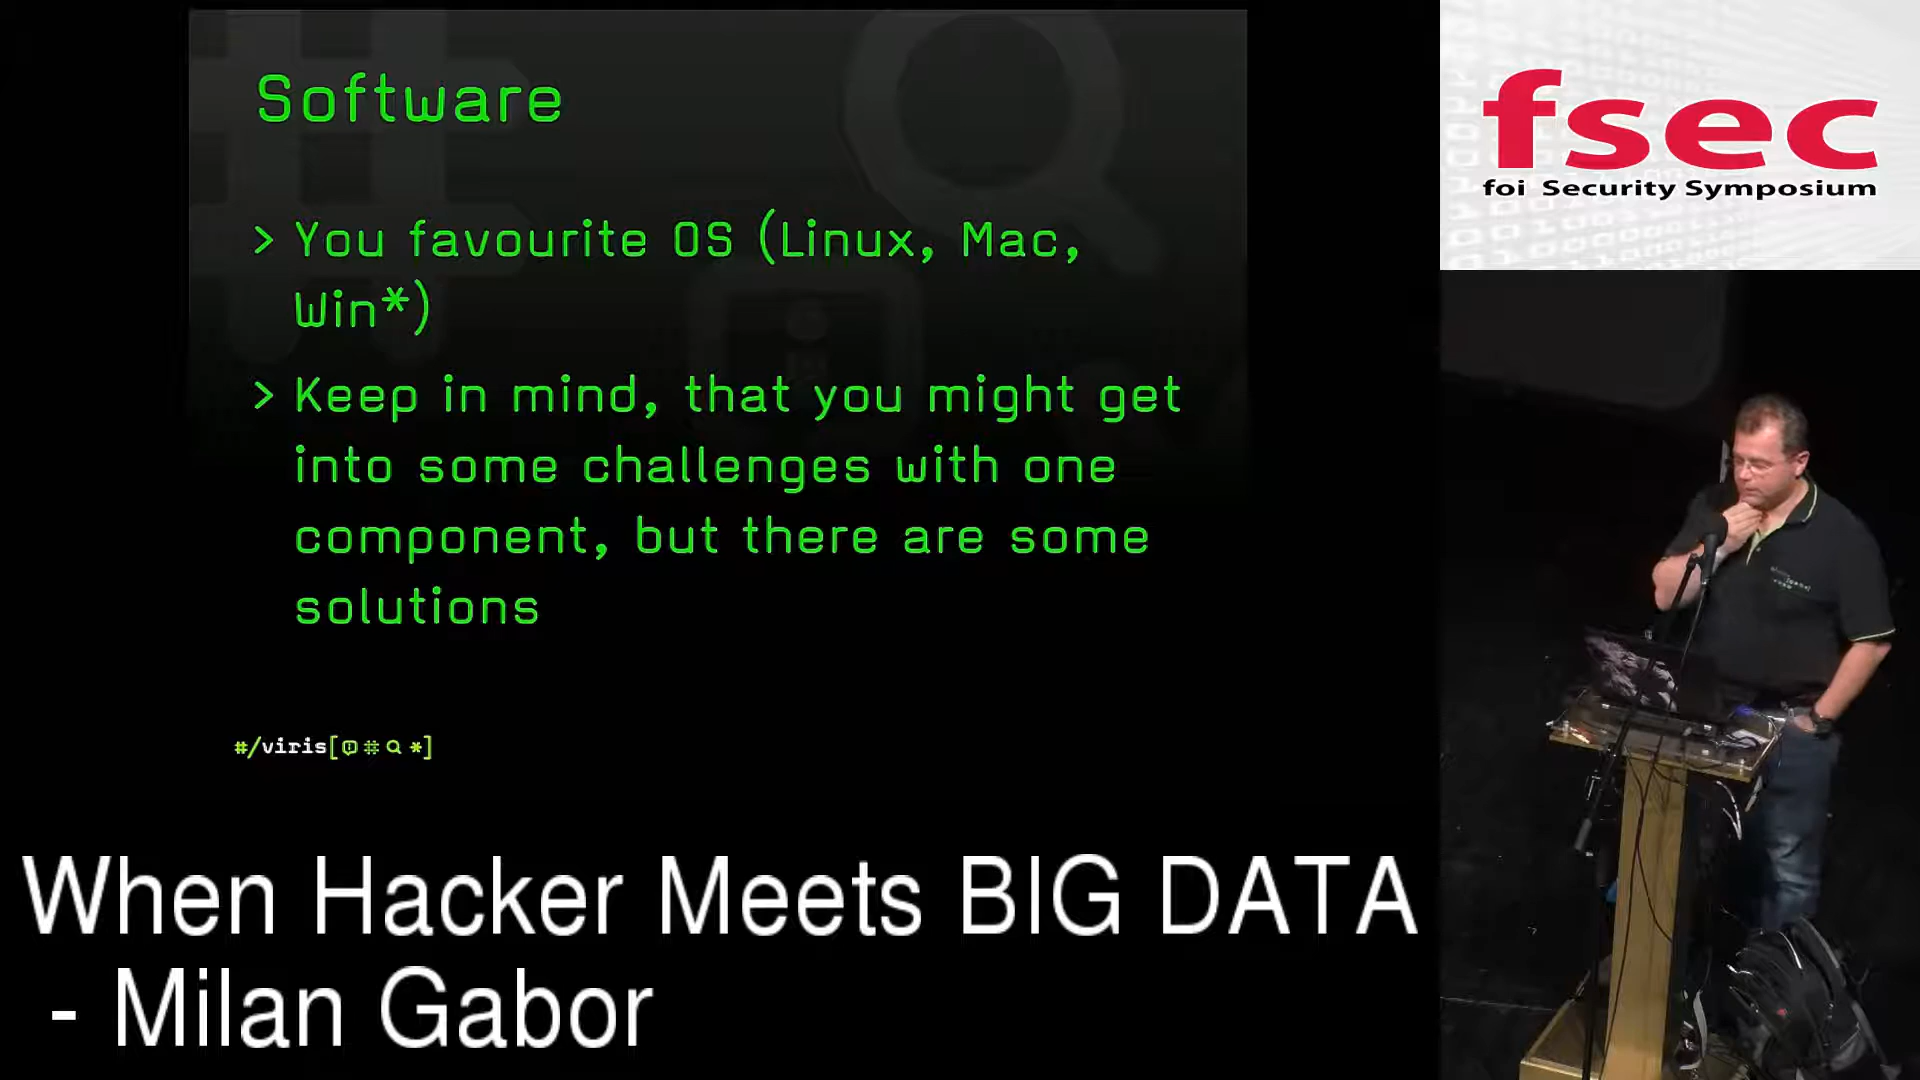 Software
> You favourite OS (Linux, Mac,
Win*)
> Keep in mind, that you might get
into some challenges with one
component, but there are some
solutions
#/viris[
*]
When Hacker Meets BIG DATA
- Milan Gabor
fsec
foi Security Symposium